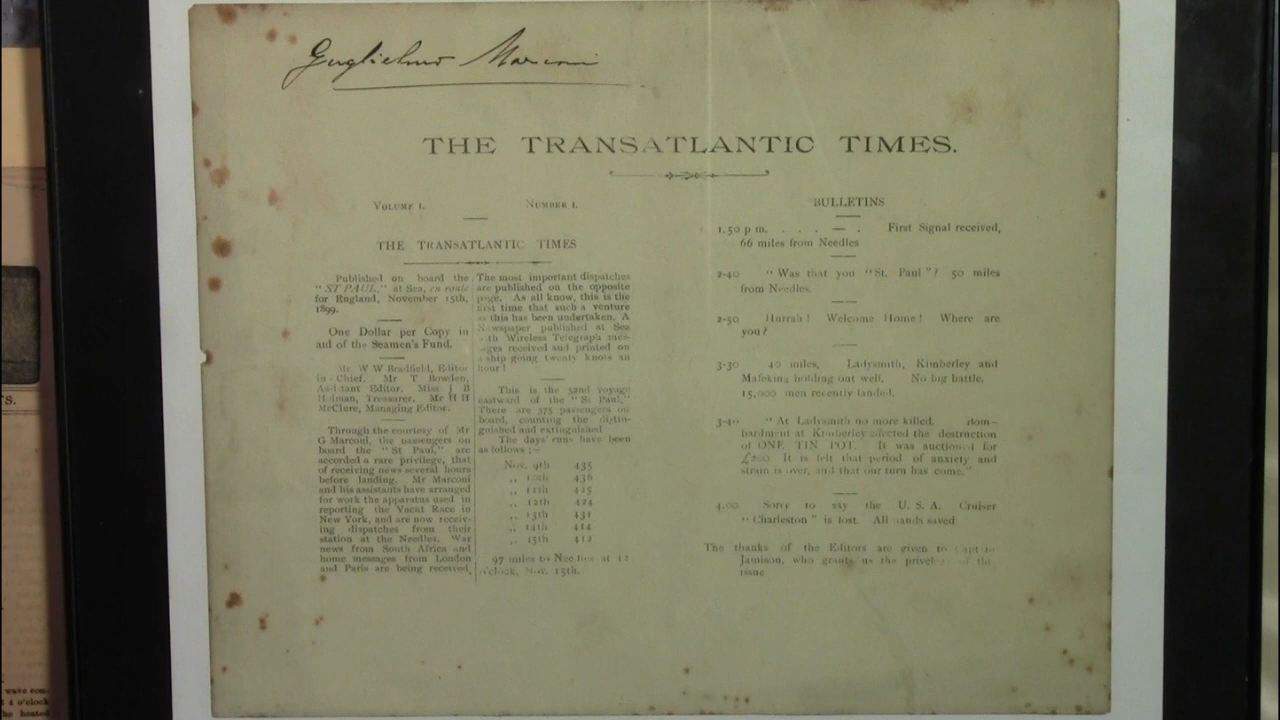 Guglielmo Marconi
THE TRANSATLANTIC TIMES.
VOLUME I. NUMBER I.
THE TRANSATLANTIC TIMES
Published on board the
"ST PAUL," at Sea, en route
for England, November 15th,
1899.
One Dollar per Copy in
aid of the Seamen's Fund.
Mr. W W Bradfield, Editor
in-Chief. Mr T Bowden,
Assistant Editor. Miss J B
Holman, Treasurer. Mr H H
McClure, Managing Editor.
Through the courtesy of Mr
G Marconi, the passengers on
board the "St Paul," are
accorded a rare privilege, that
of receiving news several hours
before landing. Mr Marconi
and his assistants have arranged
for work the apparatus used in
reporting the Yacht Race in
New York, and are now receiv-
ing dispatches from their
station at the Needles. War
news from South Africa and
home messages from London
and Paris are being received.
The most important dispatches
are published on the opposite
page. As all know, this is the
first time that such a venture
as this has been undertaken. A
Newspaper published at Sea
with Wireless Telegraph mes-
sages received and printed on
a ship going twenty knots an
hour!
This is the 52nd voyage
eastward of the "St Paul,"
There are 375 passengers on
board, counting the distin-
guished and extinguished
The days' runs have been
as follows ;—
Nov. 9th 435
,, 10th 436
,, 11th 425
,, 12th 424
,, 13th 431
,, 14th 414
,, 15th 412
97 miles to Needles at 12
o'clock, Nov. 15th.
BULLETINS
1.50 p m. . . . — . First Signal received,
66 miles from Needles
2-40 "Was that you "St. Paul"? 50 miles
from Needles.
2-50 Hurrah! Welcome Home! Where are
you?
3-30 40 miles, Ladysmith, Kimberley and
Mafeking holding out well. No big battle.
15,000 men recently landed.
3-40 "At Ladysmith no more killed. Bom-
bardment at Kimberley effected the destruction
of ONE TIN POT. It was auctioned for
£200 It is felt that period of anxiety and
strain is over, and that our turn has come."
4.00 Sorry to say the U. S. A. Cruiser
"Charleston" is lost. All hands saved
The thanks of the Editors are given to Captain
Jamison, who grants us the privelege of this
issue
S.
wave com-
t 4 o'clock
he heated